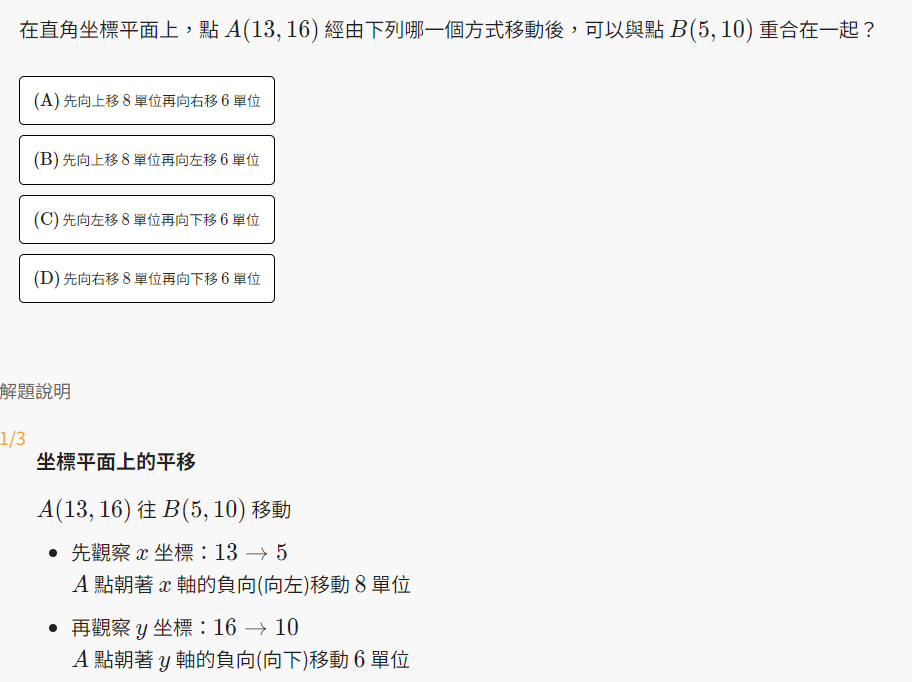 在直角坐標平面上，點 A(13, 16) 經由下列哪一個方式移動後，可以與點 B(5, 10) 重合在一起？
(A) 先向上移 8 單位再向右移 6 單位
(B) 先向上移 8 單位再向左移 6 單位
(C) 先向左移 8 單位再向下移 6 單位
(D) 先向右移 8 單位再向下移 6 單位
解題說明
1/3
坐標平面上的平移
A(13, 16) 往 B(5, 10) 移動
• 先觀察 x 坐標：13 → 5
A 點朝著 x 軸的負向(向左)移動 8 單位
• 再觀察 y 坐標：16 → 10
A 點朝著 y 軸的負向(向下)移動 6 單位